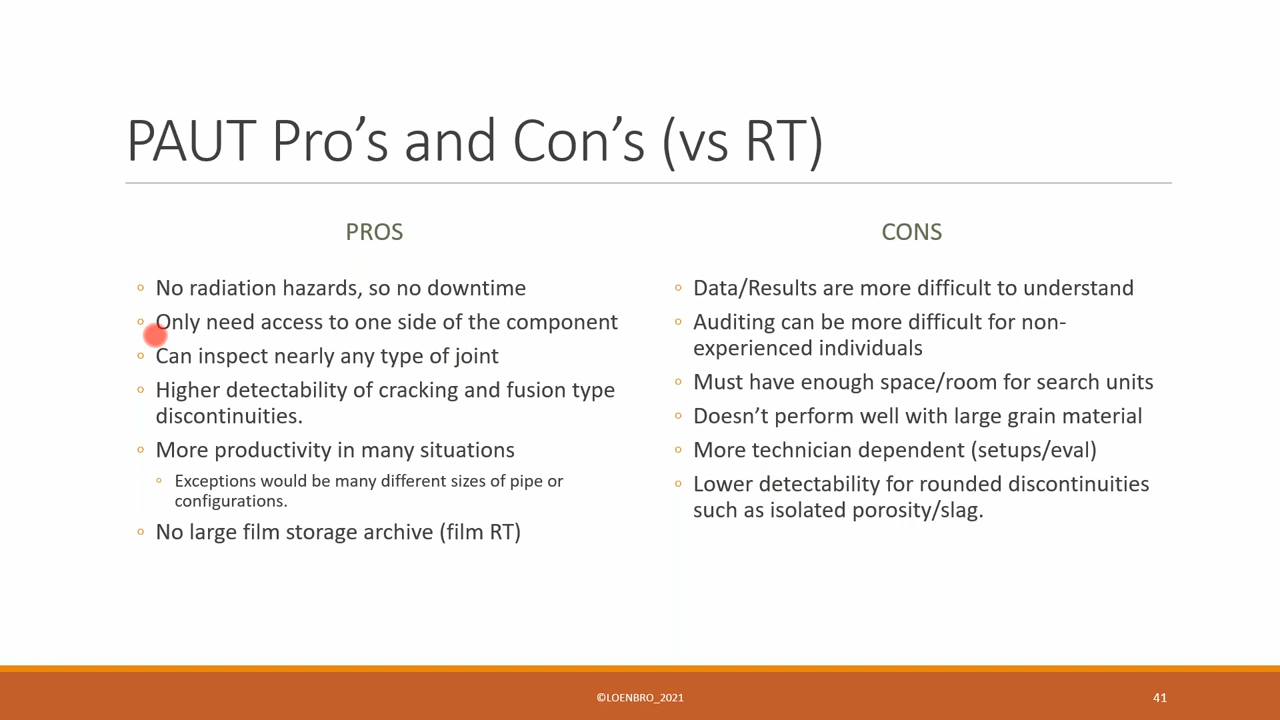 PAUT Pro’s and Con’s (vs RT)
PROS
No radiation hazards, so no downtime
Only need access to one side of the component
Can inspect nearly any type of joint
Higher detectability of cracking and fusion type
discontinuities.
More productivity in many situations
Exceptions would be many different sizes of pipe or
configurations.
No large film storage archive (film RT)
CONS
Data/Results are more difficult to understand
Auditing can be more difficult for non-
experienced individuals
Must have enough space/room for search units
Doesn’t perform well with large grain material
More technician dependent (setups/eval)
Lower detectability for rounded discontinuities
such as isolated porosity/slag.
©LOENBRO_2021
41